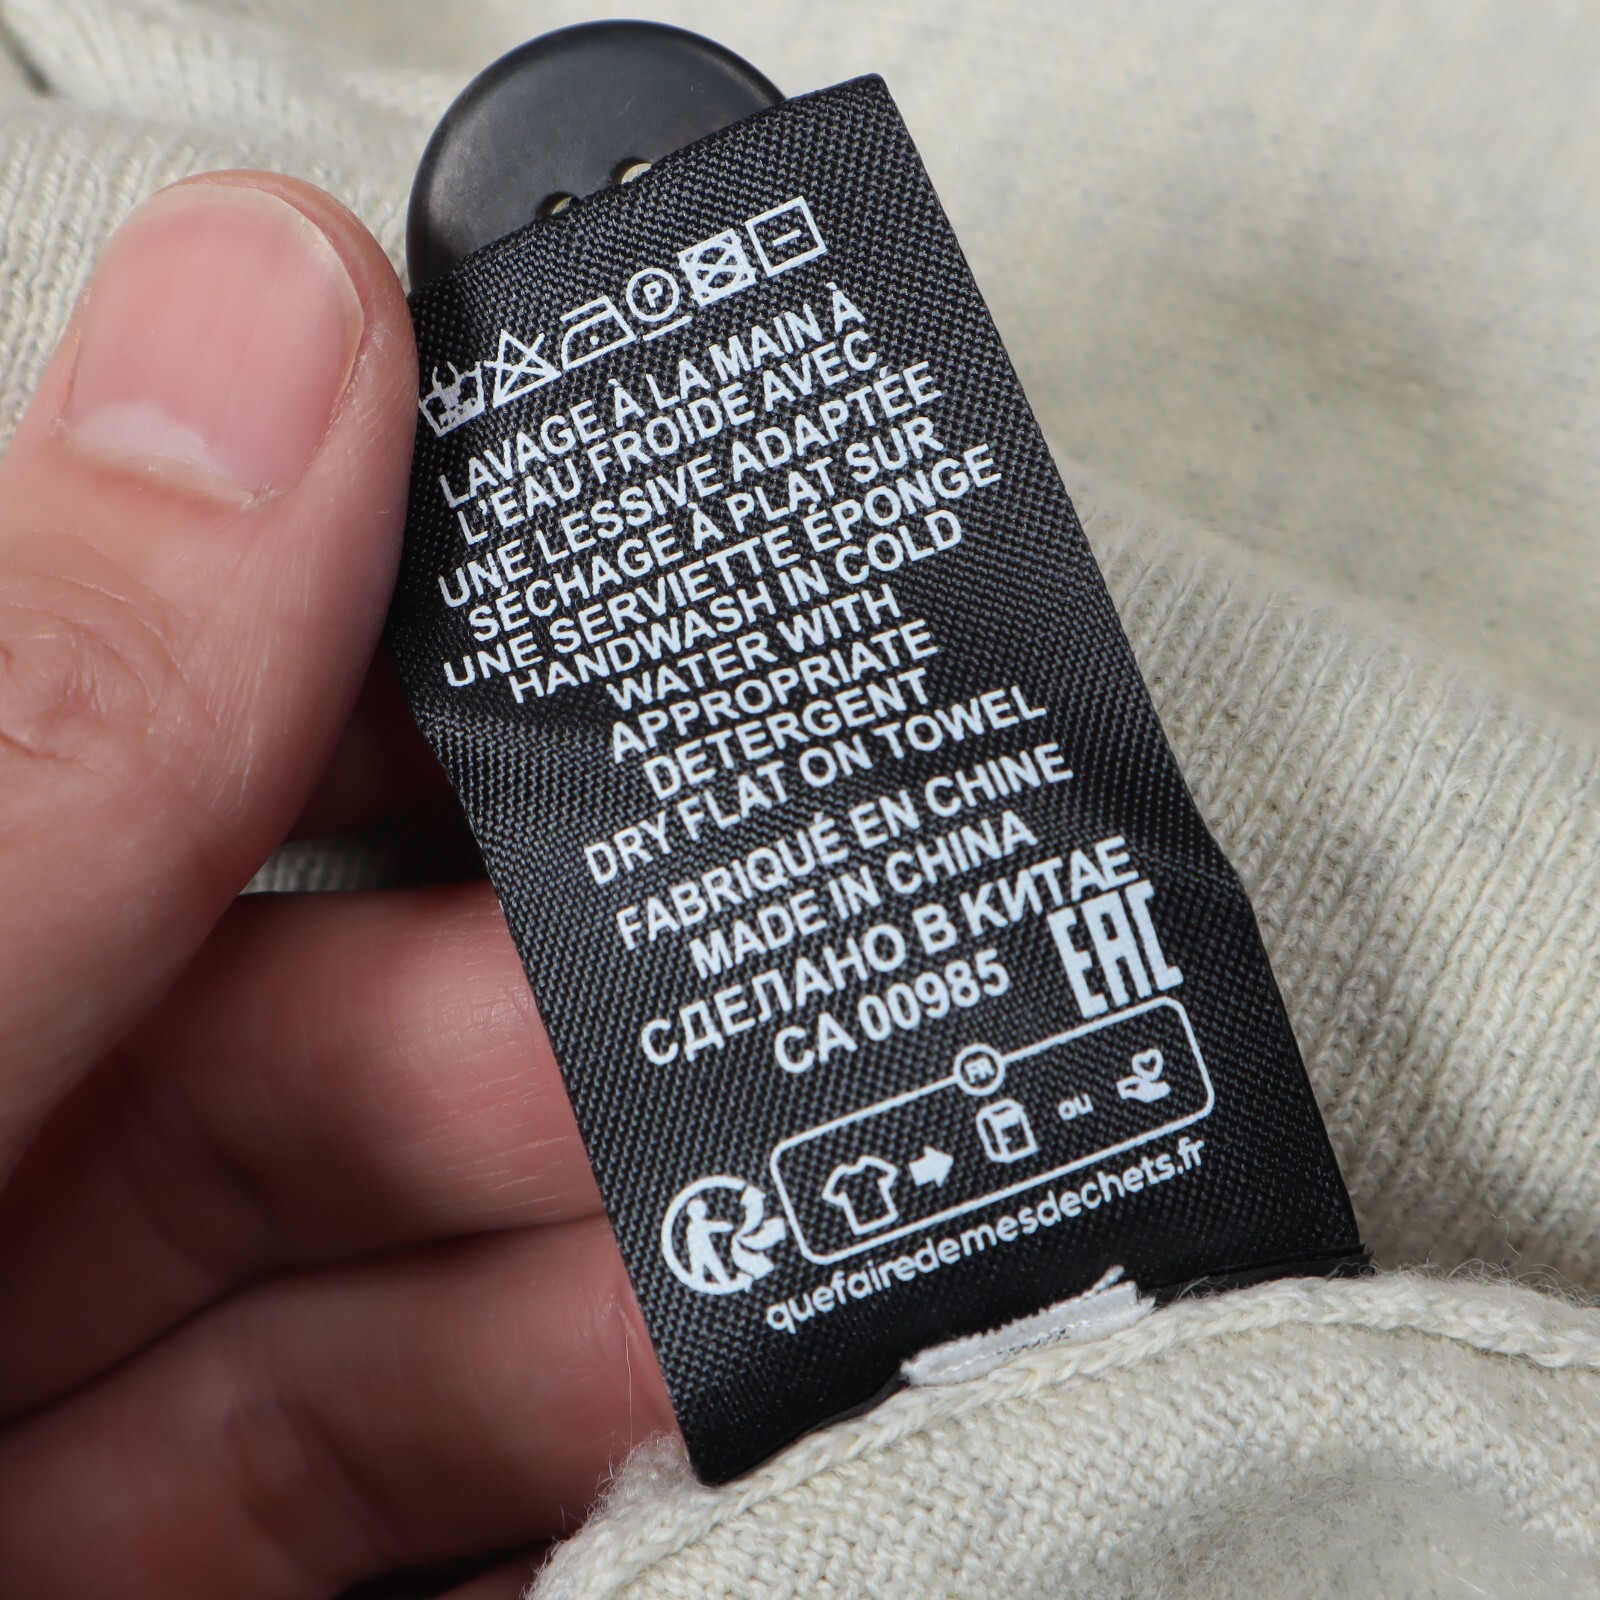 P
LAVAGE À LA MAIN À
L'EAU FROIDE AVEC
UNE LESSIVE ADAPTÉE
SÉCHAGE À PLAT SUR
UNE SERVIETTE ÉPONGE
HANDWASH IN COLD
WATER WITH
APPROPRIATE
DETERGENT
DRY FLAT ON TOWEL
FABRIQUÉ EN CHINE
MADE IN CHINA
СДЕЛАНО В КИТАЕ
CA 00985
EAC
FR
ou
quefairedemesdechets.fr